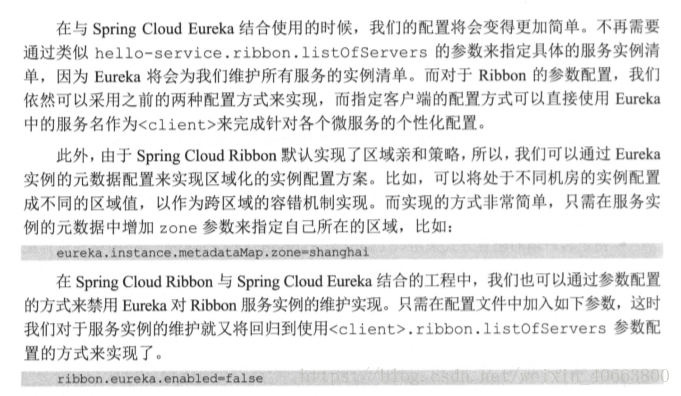 在与 Spring Cloud Eureka 结合使用的时候，我们的配置将会变得更加简单。不再需要
通过类似 hello-service.ribbon.listOfServers 的参数来指定具体的服务实例清
单，因为 Eureka 将会为我们维护所有服务的实例清单。而对于 Ribbon 的参数配置，我们
依然可以采用之前的两种配置方式来实现，而指定客户端的配置方式可以直接使用 Eureka
中的服务名作为<client>来完成针对各个微服务的个性化配置。
此外，由于 Spring Cloud Ribbon 默认实现了区域亲和策略，所以，我们可以通过 Eureka
实例的元数据配置来实现区域化的实例配置方案。比如，可以将处于不同机房的实例配置
成不同的区域值，以作为跨区域的容错机制实现。而实现的方式非常简单，只需在服务实
例的元数据中增加 zone 参数来指定自己所在的区域，比如：
eureka.instance.metadataMap.zone=shanghai
在 Spring Cloud Ribbon 与 Spring Cloud Eureka 结合的工程中，我们也可以通过参数配置
的方式来禁用 Eureka 对 Ribbon 服务实例的维护实现。只需在配置文件中加入如下参数，这时
我们对于服务实例的维护就又将回归到使用<client>.ribbon.listOfServers 参数配
置的方式来实现了。
ribbon.eureka.enabled=false
https://blog.csdn.net/weixin_40663800